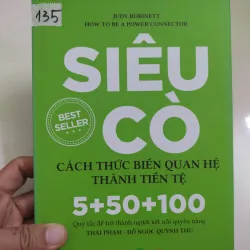 135
JUDY ROBINETT
HOW TO BE A POWER CONNECTOR
SIÊU
CÒ
BEST
SELLER
CÁCH THỨC BIẾN QUAN HỆ
THÀNH TIỀN TỆ
5+50+100
Quy tắc để trở thành người kết nối quyền năng
THÁI PHẠM - ĐỖ NGỌC QUỲNH THU